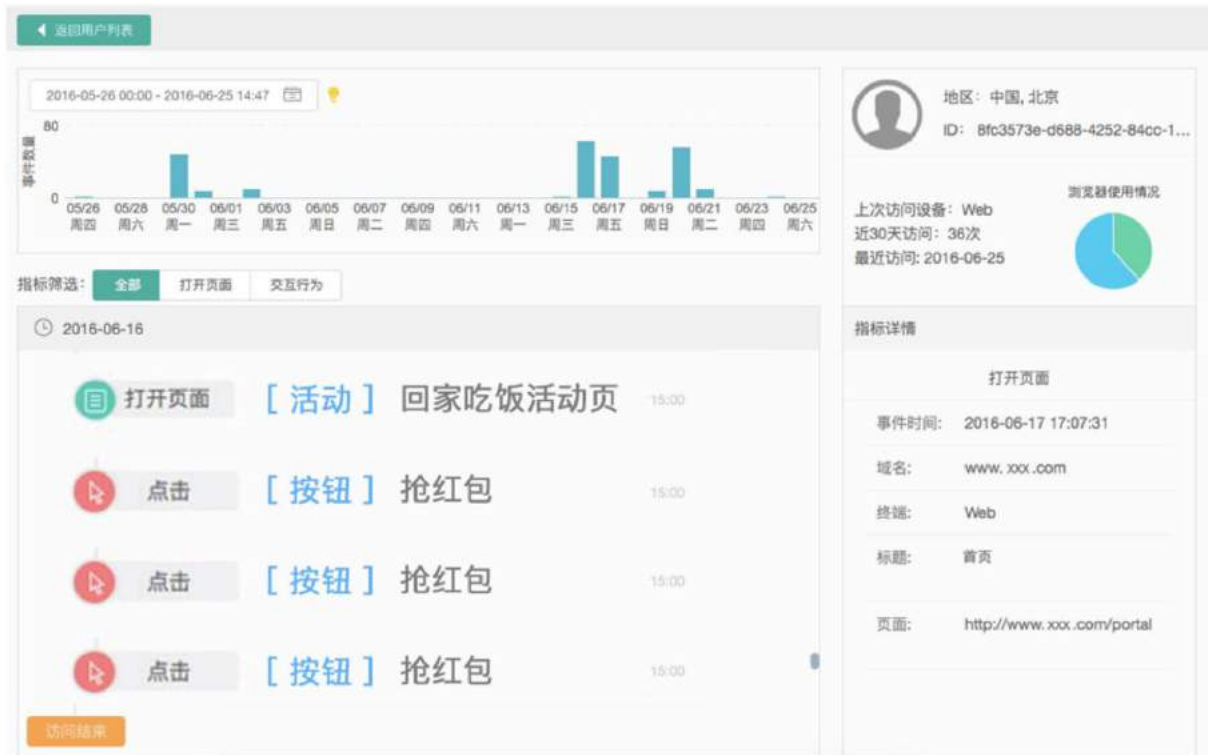 返回用户列表
2016-05-26 00:00 - 2016-06-25 14:47
80
事件数量
0
05/26 05/28 05/30 06/01 06/03 06/05 06/07 06/09 06/11 06/13 06/15 06/17 06/19 06/21 06/23 06/25
周四 周六 周一 周三 周五 周日 周二 周四 周六 周一 周三 周五 周日 周二 周四 周六
指标筛选: 全部 打开页面 交互行为
2016-06-16
打开页面 [ 活动 ] 回家吃饭活动页 15:00
点击 [ 按钮 ] 抢红包 15:00
点击 [ 按钮 ] 抢红包 15:00
点击 [ 按钮 ] 抢红包 15:00
访问结束
地区: 中国, 北京
ID: 8fc3573e-d688-4252-84cc-1...
浏览器使用情况
上次访问设备: Web
近30天访问: 36次
最近访问: 2016-06-25
指标详情
打开页面
事件时间: 2016-06-17 17:07:31
域名: www. xxx .com
终端: Web
标题: 首页
页面: http://www. xxx .com/portal